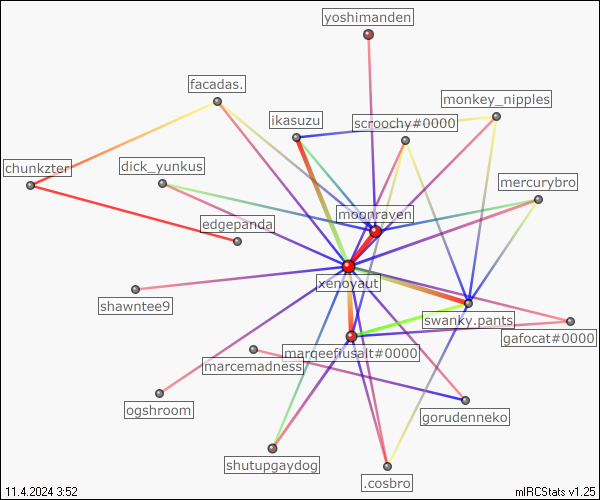 yoshimanden
facadas.
monkey_nipples
ikasuzu
scroochy#0000
chunkzter
dick_yunkus
mercurybro
moonraven
edgepanda
xenoyaut
shawntee9
swanky.pants
gafocat#0000
marqeefiusalt#0000
marcemadness
ogshroom
gorudenneko
shutupgaydog
.cosbro
11.4.2024 3:52
mIRCStats v1.25